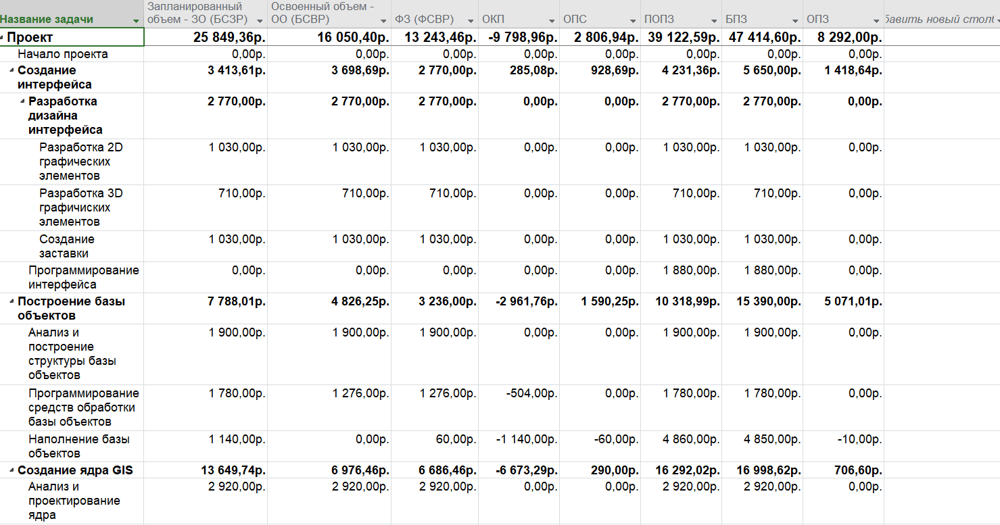 Название задачи Запланированный объем - ЗО (БСЗР) Освоенный объем - ОО (БСВР) ФЗ (ФСВР) ОКП ОПС ПОПЗ БПЗ ОПЗ бавить новый столб
Проект 25 849,36р. 16 050,40р. 13 243,46р. -9 798,96р. 2 806,94р. 39 122,59р. 47 414,60р. 8 292,00р.
Начало проекта 0,00р. 0,00р. 0,00р. 0,00р. 0,00р. 0,00р. 0,00р. 0,00р.
Создание 3 413,61р. 3 698,69р. 2 770,00р. 285,08р. 928,69р. 4 231,36р. 5 650,00р. 1 418,64р.
интерфейса
Разработка 2 770,00р. 2 770,00р. 2 770,00р. 0,00р. 0,00р. 2 770,00р. 2 770,00р. 0,00р.
дизайна
интерфейса
Разработка 2D 1 030,00р. 1 030,00р. 1 030,00р. 0,00р. 0,00р. 1 030,00р. 1 030,00р. 0,00р.
графических
элементов
Разработка 3D 710,00р. 710,00р. 710,00р. 0,00р. 0,00р. 710,00р. 710,00р. 0,00р.
графичиских
элементов
Создание 1 030,00р. 1 030,00р. 1 030,00р. 0,00р. 0,00р. 1 030,00р. 1 030,00р. 0,00р.
заставки
Программирование 0,00р. 0,00р. 0,00р. 0,00р. 0,00р. 1 880,00р. 1 880,00р. 0,00р.
интерфейса
Построение базы 7 788,01р. 4 826,25р. 3 236,00р. -2 961,76р. 1 590,25р. 10 318,99р. 15 390,00р. 5 071,01р.
объектов
Анализ и 1 900,00р. 1 900,00р. 1 900,00р. 0,00р. 0,00р. 1 900,00р. 1 900,00р. 0,00р.
построение
структуры базы
объектов
Программирование 1 780,00р. 1 276,00р. 1 276,00р. -504,00р. 0,00р. 1 780,00р. 1 780,00р. 0,00р.
средств обработки
базы объектов
Наполнение базы 1 140,00р. 0,00р. 60,00р. -1 140,00р. -60,00р. 4 860,00р. 4 850,00р. -10,00р.
объектов
Создание ядра GIS 13 649,74р. 6 976,46р. 6 686,46р. -6 673,29р. 290,00р. 16 292,02р. 16 998,62р. 706,60р.
Анализ и 2 920,00р. 2 920,00р. 2 920,00р. 0,00р. 0,00р. 2 920,00р. 2 920,00р. 0,00р.
проектирование
ядра